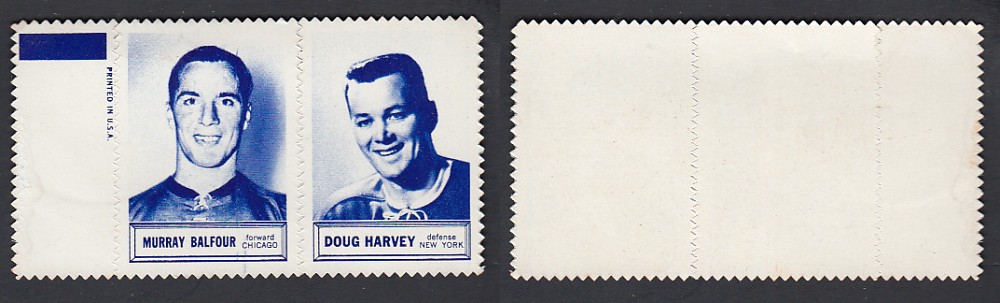 PRINTED IN U.S.A.
MURRAY BALFOUR forward CHICAGO
DOUG HARVEY defense NEW YORK